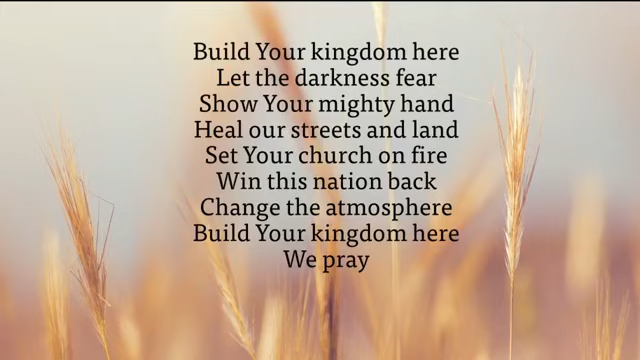 Build Your kingdom here
Let the darkness fear
Show Your mighty hand
Heal our streets and land
Set Your church on fire
Win this nation back
Change the atmosphere
Build Your kingdom here
We pray